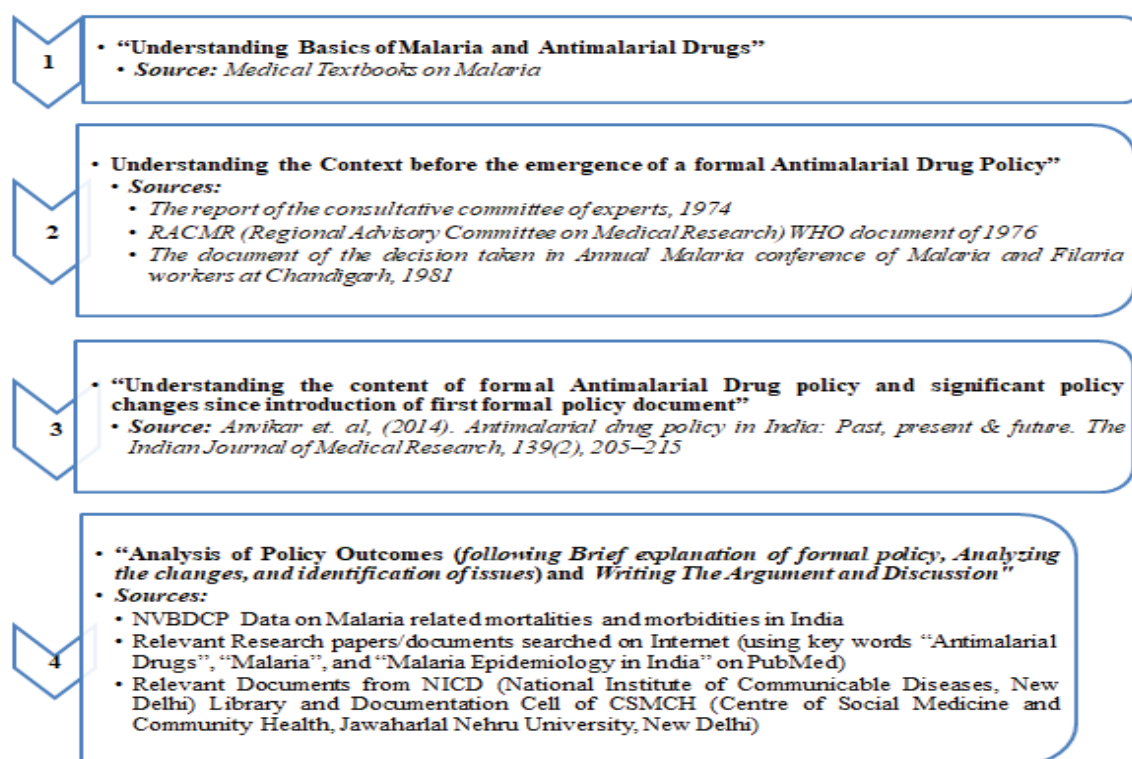 1
• “Understanding Basics of Malaria and Antimalarial Drugs”
• Source: Medical Textbooks on Malaria
2
• Understanding the Context before the emergence of a formal Antimalarial Drug Policy”
• Sources:
• The report of the consultative committee of experts, 1974
• RACMR (Regional Advisory Committee on Medical Research) WHO document of 1976
• The document of the decision taken in Annual Malaria conference of Malaria and Filaria
workers at Chandigarh, 1981
3
• “Understanding the content of formal Antimalarial Drug policy and significant policy
changes since introduction of first formal policy document”
• Source: Anvikar et. al, (2014). Antimalarial drug policy in India: Past, present & future. The
Indian Journal of Medical Research, 139(2), 205–215
4
• “Analysis of Policy Outcomes (following Brief explanation of formal policy, Analyzing
the changes, and identification of issues) and Writing The Argument and Discussion"
• Sources:
• NVBDCP Data on Malaria related mortalities and morbidities in India
• Relevant Research papers/documents searched on Internet (using key words “Antimalarial
Drugs”, “Malaria”, and “Malaria Epidemiology in India” on PubMed)
• Relevant Documents from NICD (National Institute of Communicable Diseases, New
Delhi) Library and Documentation Cell of CSMCH (Centre of Social Medicine and
Community Health, Jawaharlal Nehru University, New Delhi)